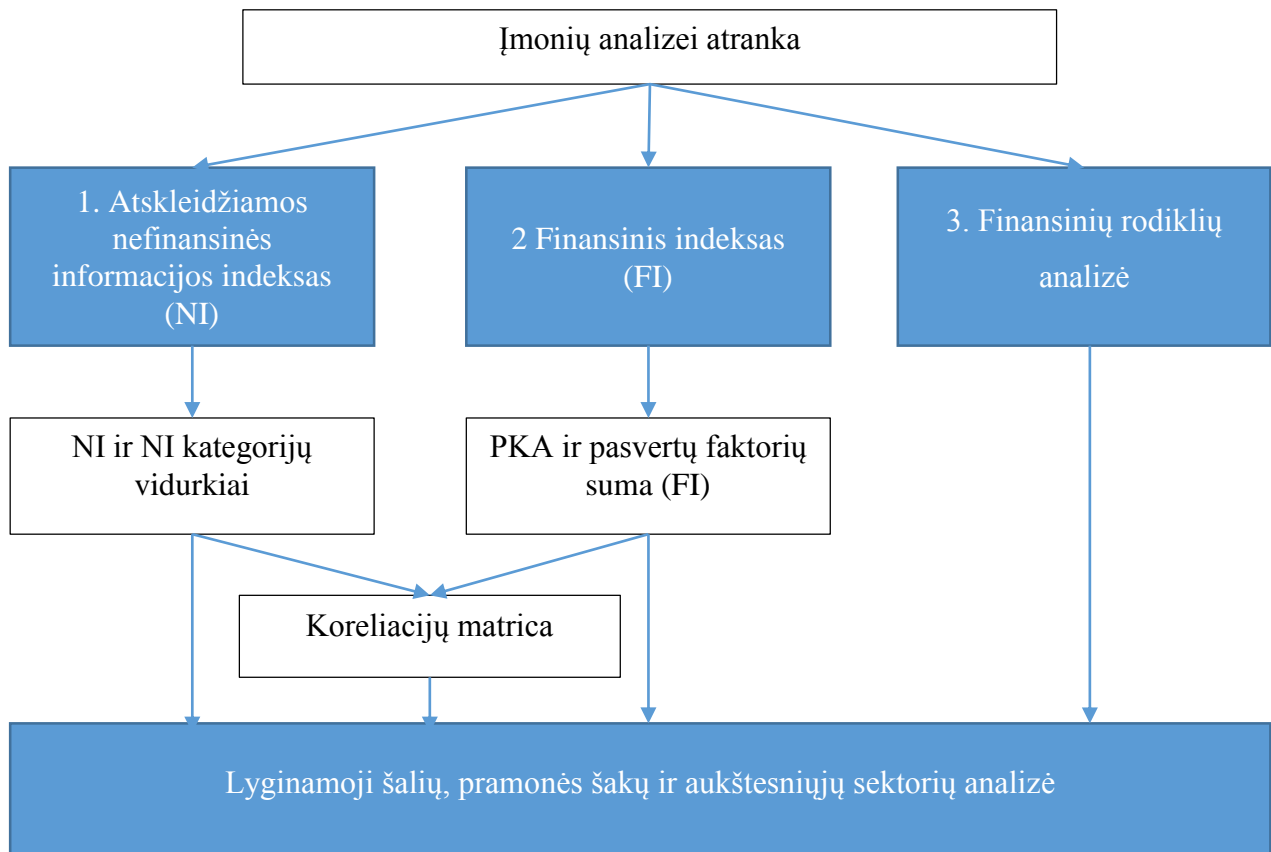 Įmonių analizei atranka
1. Atskleidžiamos
nefinansinės
informacijos indeksas
(NI)
2 Finansinis indeksas
(FI)
3. Finansinių rodiklių
analizė
NI ir NI kategorijų
vidurkiai
PKA ir pasvertų faktorių
suma (FI)
Koreliacijų matrica
Lyginamoji šalių, pramonės šakų ir aukštesniųjų sektorių analizė